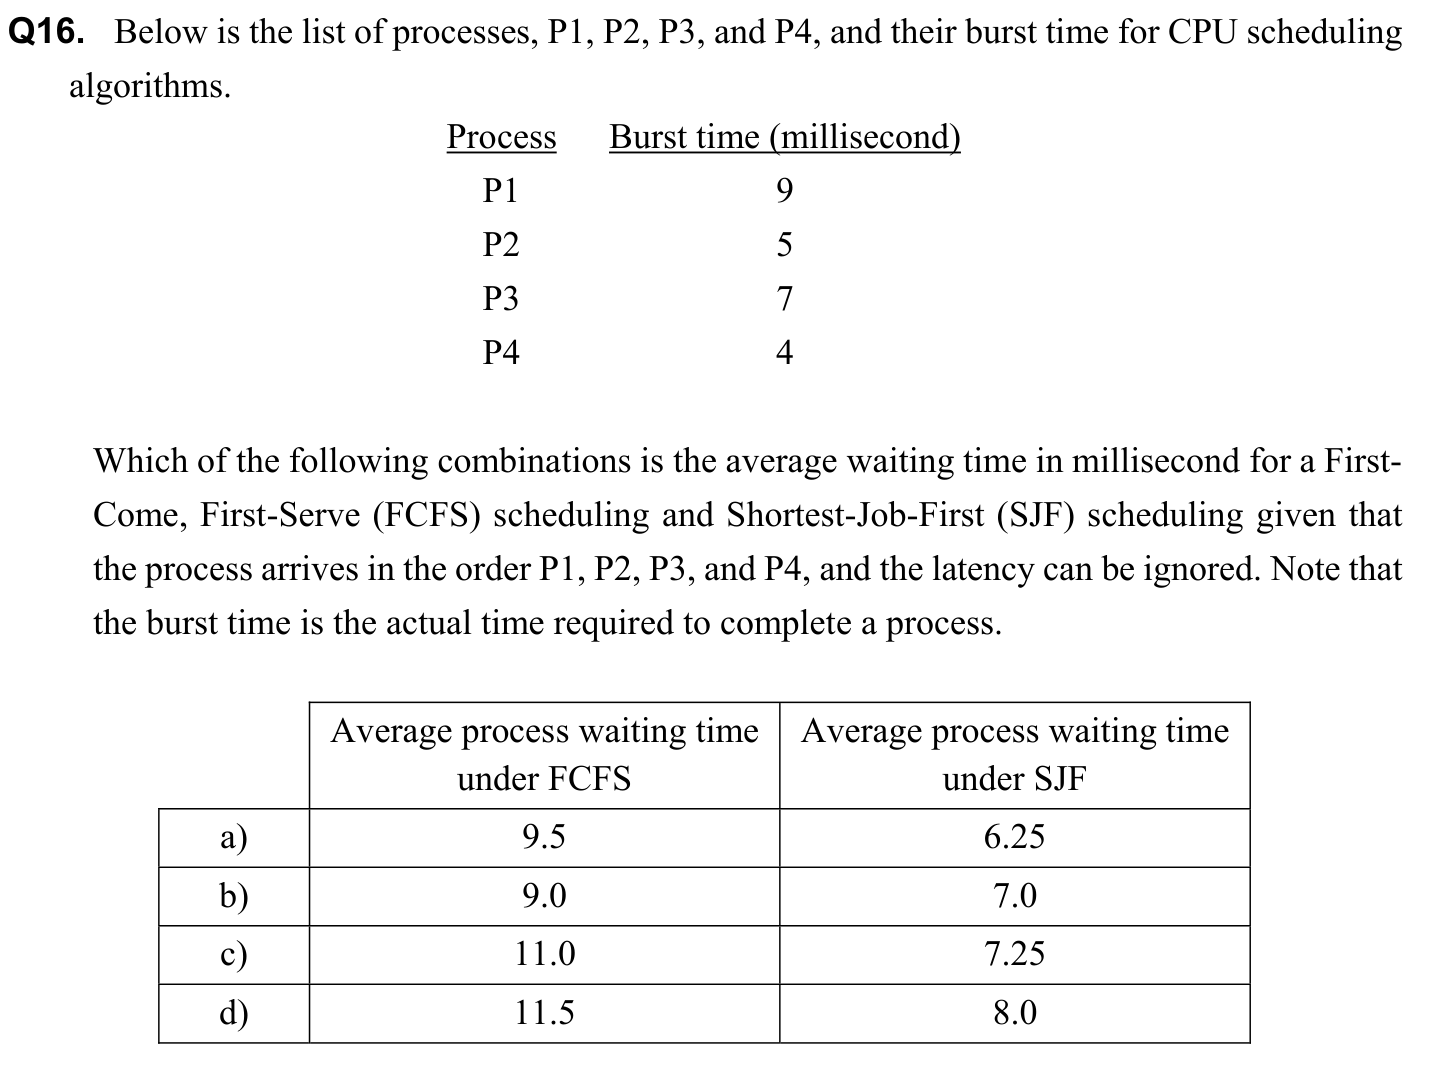 Q16. Below is the list of processes, P1, P2, P3, and P4, and their burst time for CPU scheduling
algorithms.
Process Burst time (millisecond)
P1 9
P2 5
P3 7
P4 4
Which of the following combinations is the average waiting time in millisecond for a First-
Come, First-Serve (FCFS) scheduling and Shortest-Job-First (SJF) scheduling given that
the process arrives in the order P1, P2, P3, and P4, and the latency can be ignored. Note that
the burst time is the actual time required to complete a process.
Average process waiting time Average process waiting time
under FCFS under SJF
a) 9.5 6.25
b) 9.0 7.0
c) 11.0 7.25
d) 11.5 8.0